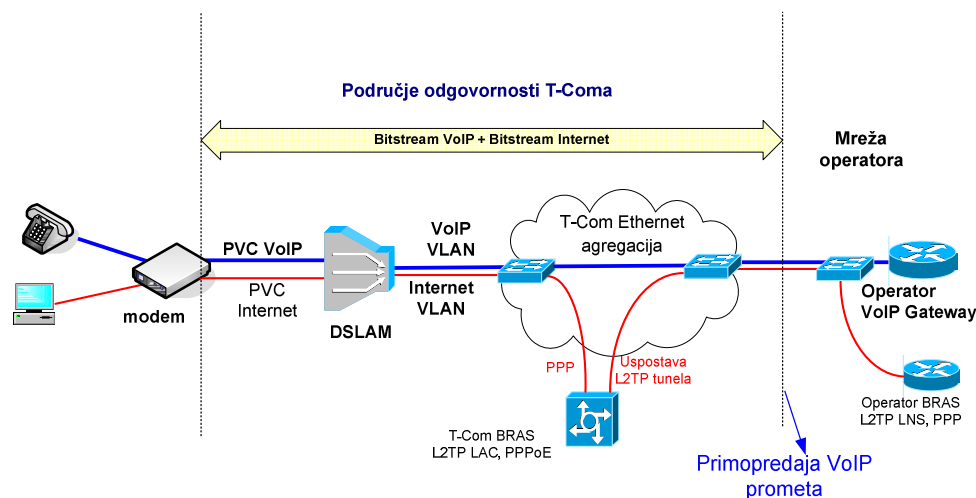 Područje odgovornosti T-Coma
Bitstream VoIP + Bitstream Internet
Mreža
operatora
T-Com Ethernet
agregacija
VoIP
VLAN
PVC VoIP
PVC
Internet
Internet
VLAN
modem
DSLAM
Operator
VoIP Gateway
PPP
Uspostava
L2TP tunela
T-Com BRAS
L2TP LAC, PPPoE
Operator BRAS
L2TP LNS, PPP
Primopredaja VoIP
prometa